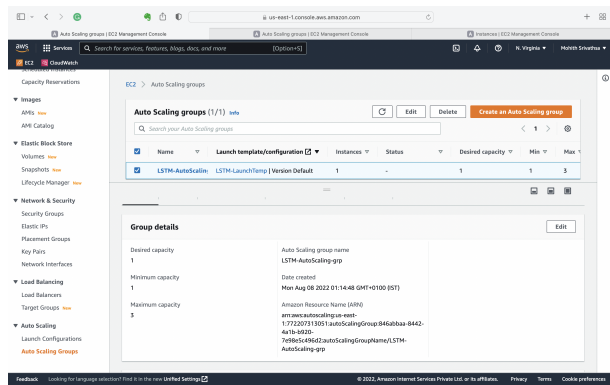 us-east-1.console.aws.amazon.com
Auto Scaling groups | EC2 Management Console
Auto Scaling groups | EC2 Management Console
Instances | EC2 Management Console
aws
Services
Search for services, features, blogs, docs, and more
[Option+S]
N. Virginia
Mohith Srivathsa
EC2
CloudWatch
Scheduled Instances
Capacity Reservations
Images
AMIs New
AMI Catalog
Elastic Block Store
Volumes New
Snapshots New
Lifecycle Manager New
Network & Security
Security Groups
Elastic IPs
Placement Groups
Key Pairs
Network Interfaces
Load Balancing
Load Balancers
Target Groups New
Auto Scaling
Launch Configurations
Auto Scaling Groups
EC2 > Auto Scaling groups
Auto Scaling groups (1/1) Info
Edit
Delete
Create an Auto Scaling group
Search your Auto Scaling groups
1
Name
Launch template/configuration
Instances
Status
Desired capacity
Min
Max
LSTM-AutoScaling
LSTM-LaunchTemp | Version Default
1
-
1
1
3
Group details
Edit
Desired capacity
1
Auto Scaling group name
LSTM-AutoScaling-grp
Minimum capacity
1
Date created
Mon Aug 08 2022 01:14:48 GMT+0100 (IST)
Maximum capacity
3
Amazon Resource Name (ARN)
arn:aws:autoscaling:us-east-
1:772207313051:autoScalingGroup:846abbaa-8442-
4a1b-b920-
7e98e5c496d2:autoScalingGroupName/LSTM-
AutoScaling-grp
Feedback
Looking for language selection? Find it in the new Unified Settings
© 2022, Amazon Internet Services Private Ltd. or its affiliates.
Privacy
Terms
Cookie preferences